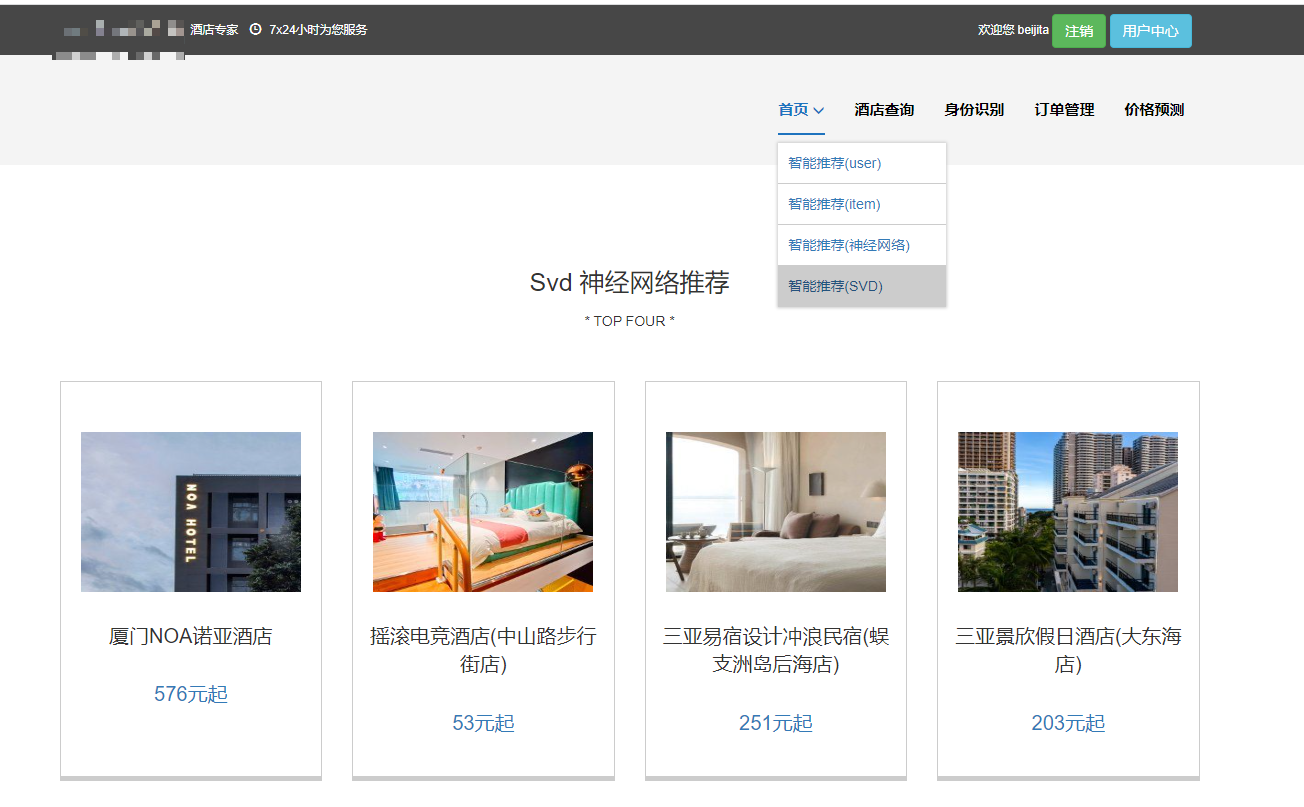 酒店专家 7x24小时为您服务 欢迎您 beijita 注销 用户中心
首页 酒店查询 身份识别 订单管理 价格预测
智能推荐(user)
智能推荐(item)
智能推荐(神经网络)
智能推荐(SVD)
Svd 神经网络推荐
* TOP FOUR *
NOA HOTEL
厦门NOA诺亚酒店
576元起
摇滚电竞酒店(中山路步行
街店)
53元起
三亚易宿设计冲浪民宿(蜈
支洲岛后海店)
251元起
三亚景欣假日酒店(大东海
店)
203元起